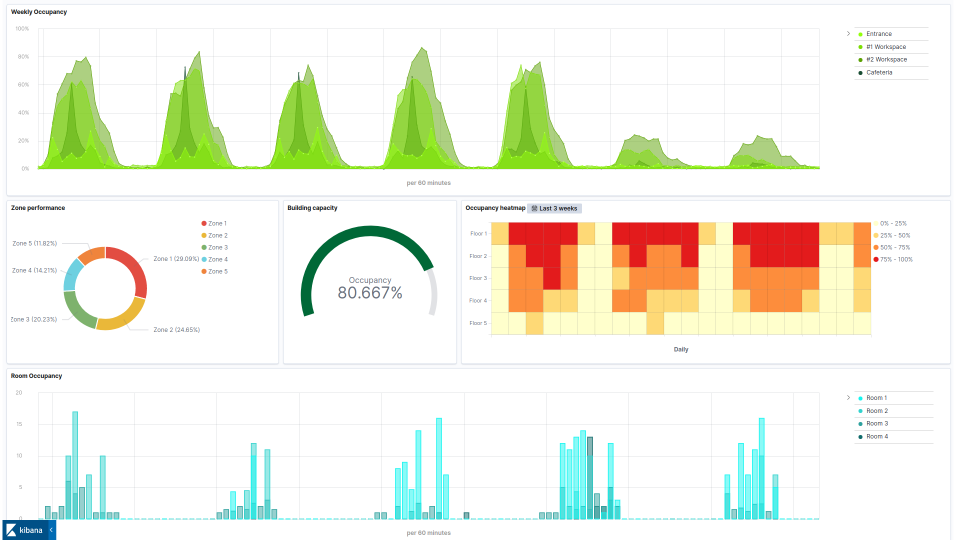 Weekly Occupancy
100%
80%
60%
40%
20%
0%
per 60 minutes
Entrance
#1 Workspace
#2 Workspace
Cafeteria
Zone performance
Zone 1
Zone 2
Zone 3
Zone 4
Zone 5
Zone 5 (11.82%)
Zone 4 (14.21%)
Zone 3 (20.23%)
Zone 1 (29.09%)
Zone 2 (24.65%)
Building capacity
Occupancy
80.667%
Occupancy heatmap Last 3 weeks
Floor 1
Floor 2
Floor 3
Floor 4
Floor 5
Daily
0% - 25%
25% - 50%
50% - 75%
75% - 100%
Room Occupancy
20
15
10
5
0
per 60 minutes
Room 1
Room 2
Room 3
Room 4
kibana